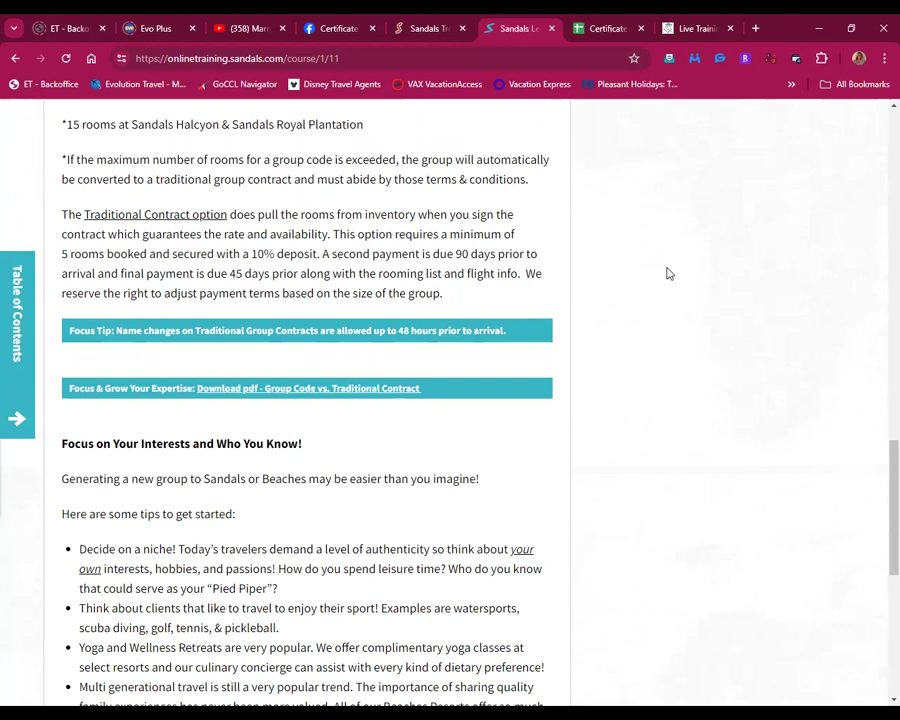 ET - Backo
Evo Plus
(358) Marr
Certificate
Sandals Tr
Sandals Le
Certificate
Live Trainin
https://onlinetraining.sandals.com/course/1/11
ET - Backoffice
Evolution Travel - M...
GoCCL Navigator
Disney Travel Agents
VAX VacationAccess
Vacation Express
Pleasant Holidays: T...
All Bookmarks
*15 rooms at Sandals Halcyon & Sandals Royal Plantation
*If the maximum number of rooms for a group code is exceeded, the group will automatically
be converted to a traditional group contract and must abide by those terms & conditions.
The Traditional Contract option does pull the rooms from inventory when you sign the
contract which guarantees the rate and availability. This option requires a minimum of
5 rooms booked and secured with a 10% deposit. A second payment is due 90 days prior to
arrival and final payment is due 45 days prior along with the rooming list and flight info. We
reserve the right to adjust payment terms based on the size of the group.
Table of Contents
Focus Tip: Name changes on Traditional Group Contracts are allowed up to 48 hours prior to arrival.
Focus & Grow Your Expertise: Download pdf - Group Code vs. Traditional Contract
Focus on Your Interests and Who You Know!
Generating a new group to Sandals or Beaches may be easier than you imagine!
Here are some tips to get started:
• Decide on a niche! Today's travelers demand a level of authenticity so think about your
own interests, hobbies, and passions! How do you spend leisure time? Who do you know
that could serve as your “Pied Piper”?
• Think about clients that like to travel to enjoy their sport! Examples are watersports,
scuba diving, golf, tennis, & pickleball.
• Yoga and Wellness Retreats are very popular. We offer complimentary yoga classes at
select resorts and our culinary concierge can assist with every kind of dietary preference!
• Multi generational travel is still a very popular trend. The importance of sharing quality
family experiences has never been more valued. All of our Beaches Resorts offer so much